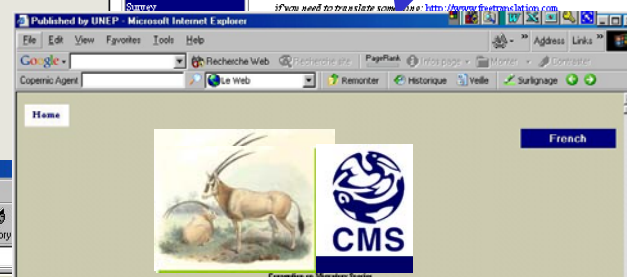 Survey
if you need to translate some ne: http://www.freetranslation.com
Published by UNEP - Microsoft Internet Explorer
File Edit View Favorites Tools Help
Address Links »
Google - Recherche Web Recherche site PageRank Infos page - Monter -
Copernic Agent Le Web Remonter Historique Veille Surlignage
Home
French
CMS
ory